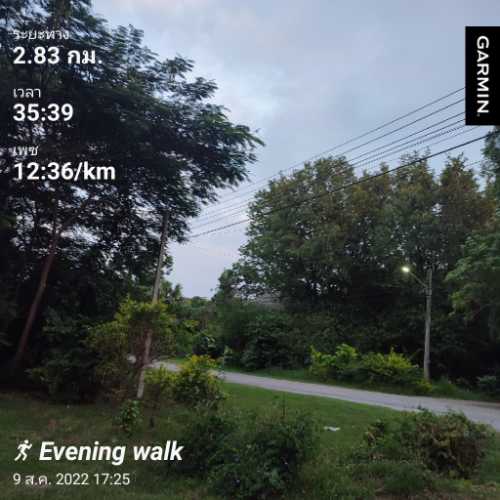 ระยะทาง
2.83 กม.
เวลา
35:39
เพซ
12:36/km
GARMIN
Evening walk
9 ส.ค. 2022 17:25